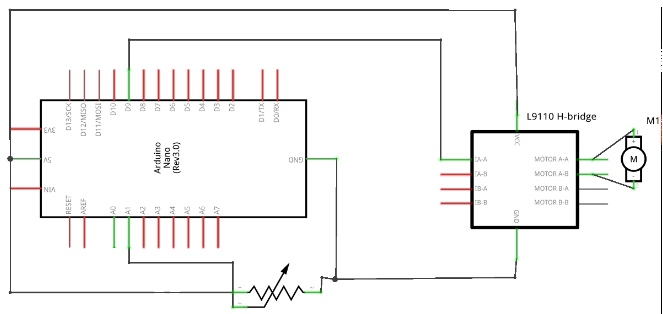 D13/SCK
D12/MISO
D11/MOSI
D10
D9
D8
D7
D6
D5
D4
D3
D2
D1/TX
D0/RX
5V
VIN
Arduino
Nano
(Rev3.0)
GND
RESET
AREF
A0
A1
A2
A3
A4
A5
A6
A7
L9110 H-bridge
VCC
IA-A
IA-B
IB-A
IB-B
MOTOR A-A
MOTOR A-B
MOTOR B-A
MOTOR B-B
GND
M1
+
M
-